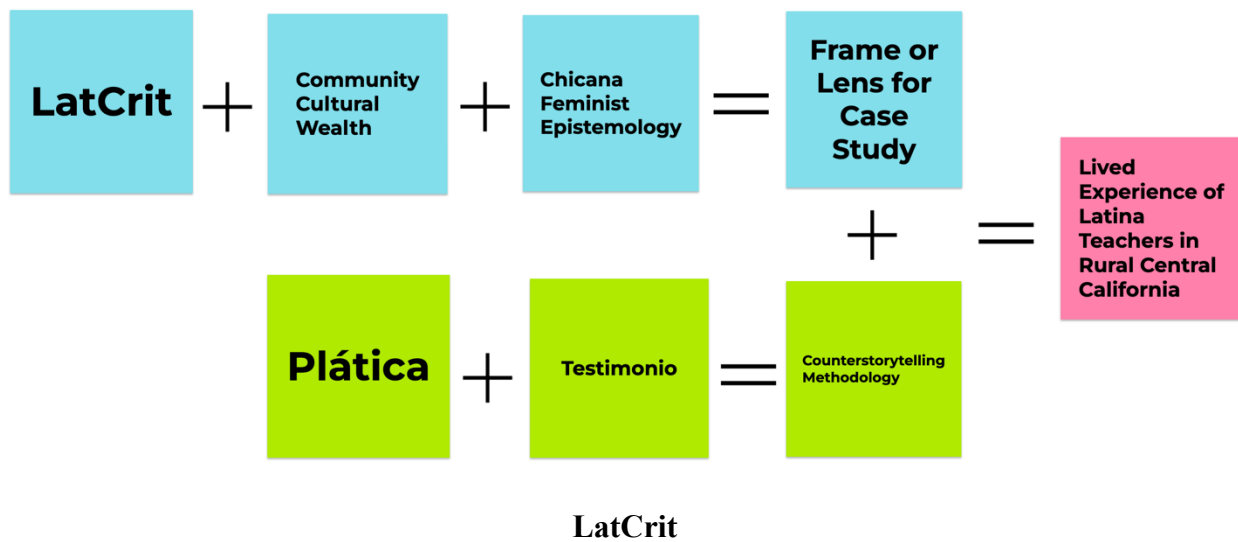 LatCrit
+
Community
Cultural
Wealth
+
Chicana
Feminist
Epistemology
=
Frame or
Lens for
Case
Study
+
=
Lived
Experience of
Latina
Teachers in
Rural Central
California
Plática
+
Testimonio
=
Counterstorytelling
Methodology
LatCrit